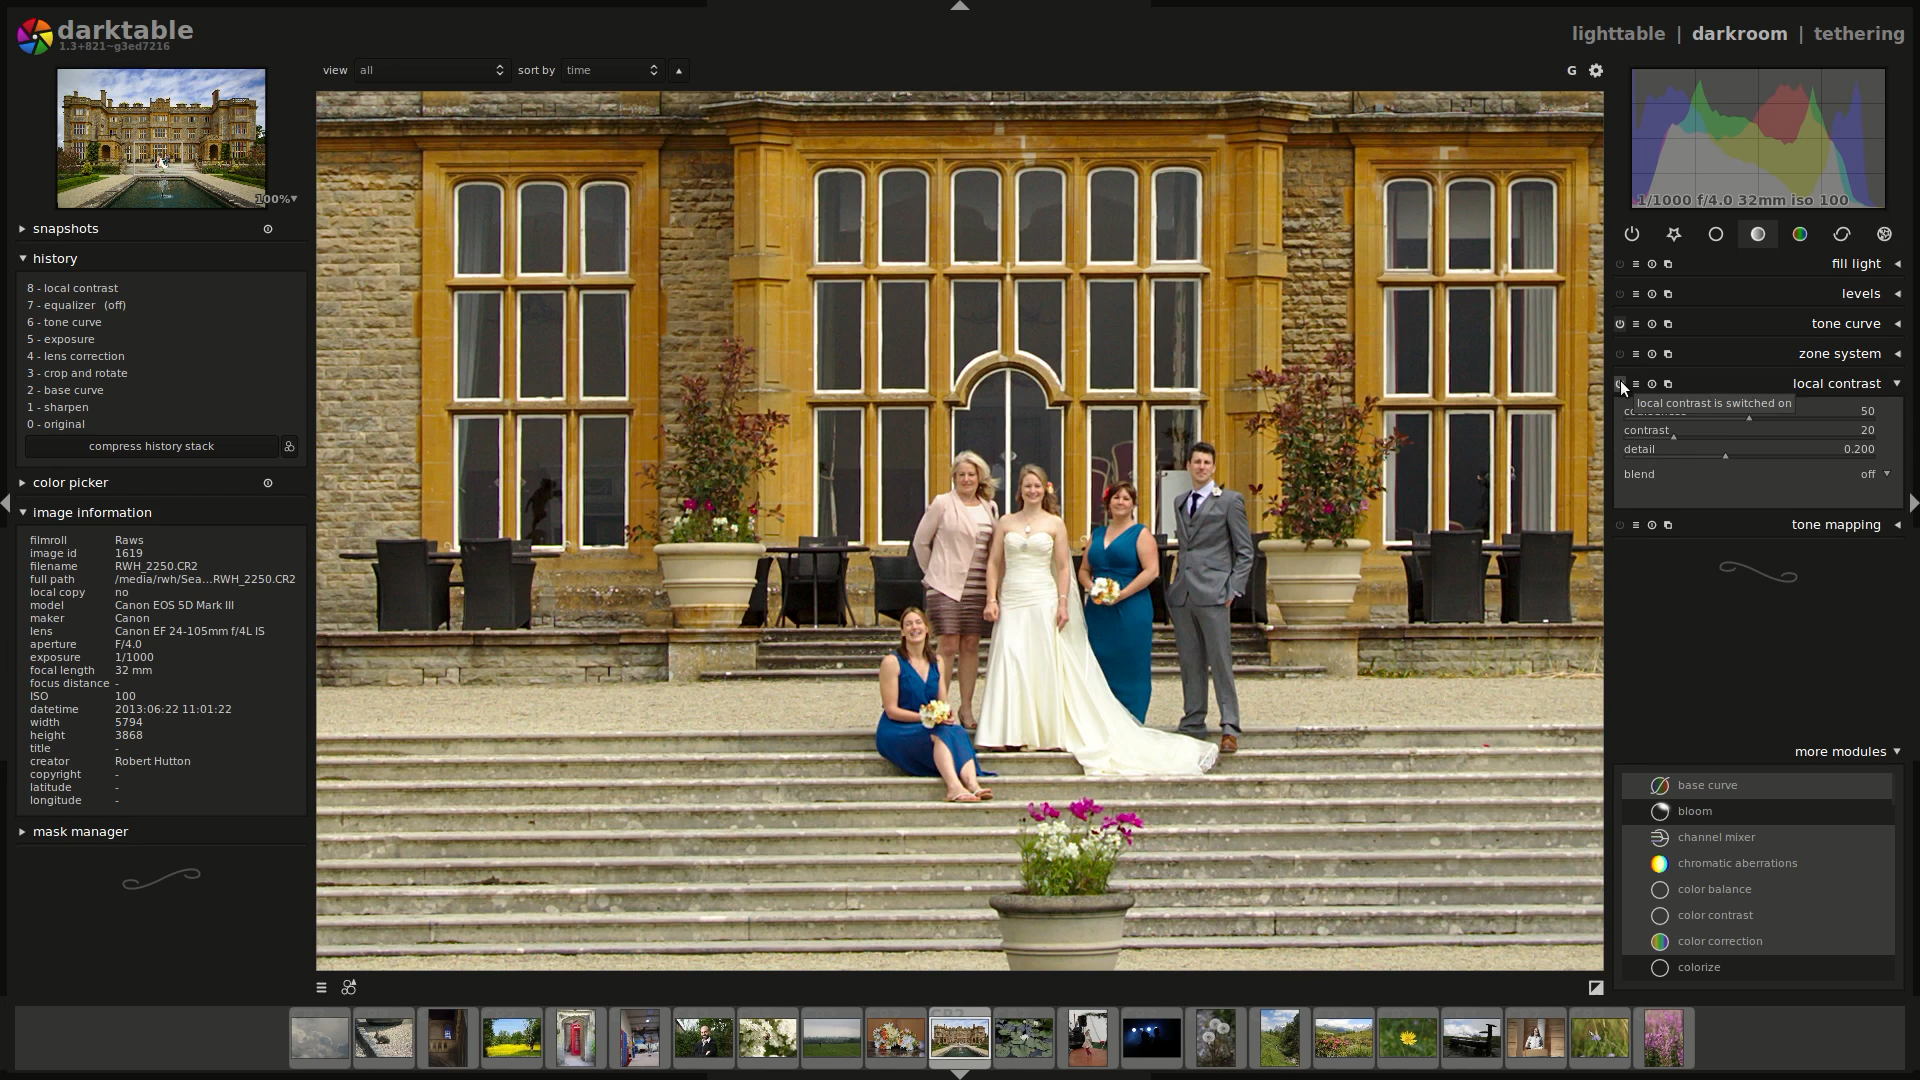 darktable
1.3+821~g3ed7216
lighttable | darkroom | tethering
view all sort by time
G
100%
1/1000 f/4.0 32mm iso 100
snapshots
history
8 - local contrast
7 - equalizer (off)
6 - tone curve
5 - exposure
4 - lens correction
3 - crop and rotate
2 - base curve
1 - sharpen
0 - original
compress history stack
color picker
image information
filmroll Raws
image id 1619
filename RWH_2250.CR2
full path /media/rwh/Sea...RWH_2250.CR2
local copy no
model Canon EOS 5D Mark III
maker Canon
lens Canon EF 24-105mm f/4L IS
aperture F/4.0
exposure 1/1000
focal length 32 mm
focus distance -
ISO 100
datetime 2013:06:22 11:01:22
width 5794
height 3868
title -
creator Robert Hutton
copyright -
latitude -
longitude -
mask manager
fill light
levels
tone curve
zone system
local contrast
local contrast is switched on
50
contrast 20
detail 0.200
blend off
tone mapping
more modules
base curve
bloom
channel mixer
chromatic aberrations
color balance
color contrast
color correction
colorize